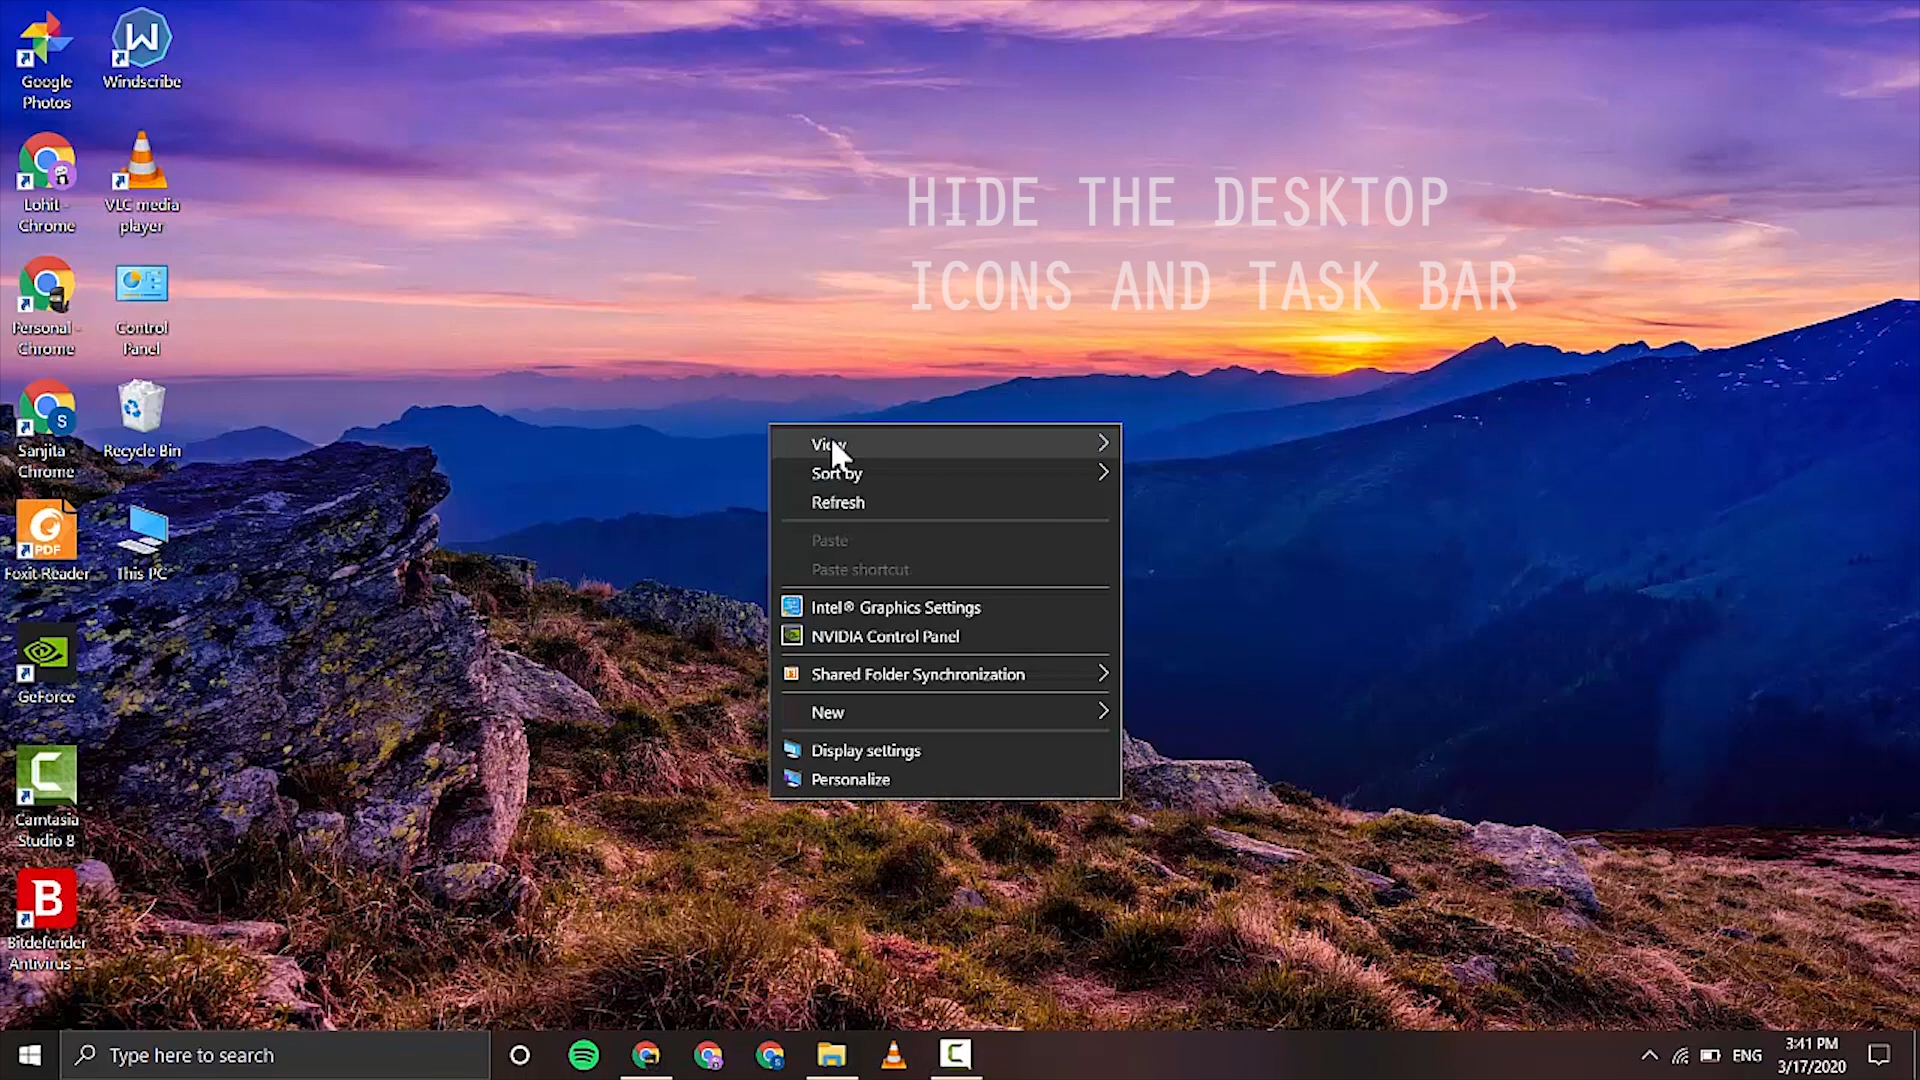 Google
Photos
Windscribe
Lohit -
Chrome
VLC media
player
Personal -
Chrome
Control
Panel
Sanjita -
Chrome
Recycle Bin
Foxit Reader
This PC
GeForce
Camtasia
Studio 8
Bitdefender
Antivirus ...
HIDE THE DESKTOP
ICONS AND TASK BAR
View
Sort by
Refresh
Paste
Paste shortcut
Intel® Graphics Settings
NVIDIA Control Panel
Shared Folder Synchronization
New
Display settings
Personalize
Type here to search
ENG
3:41 PM
3/17/2020